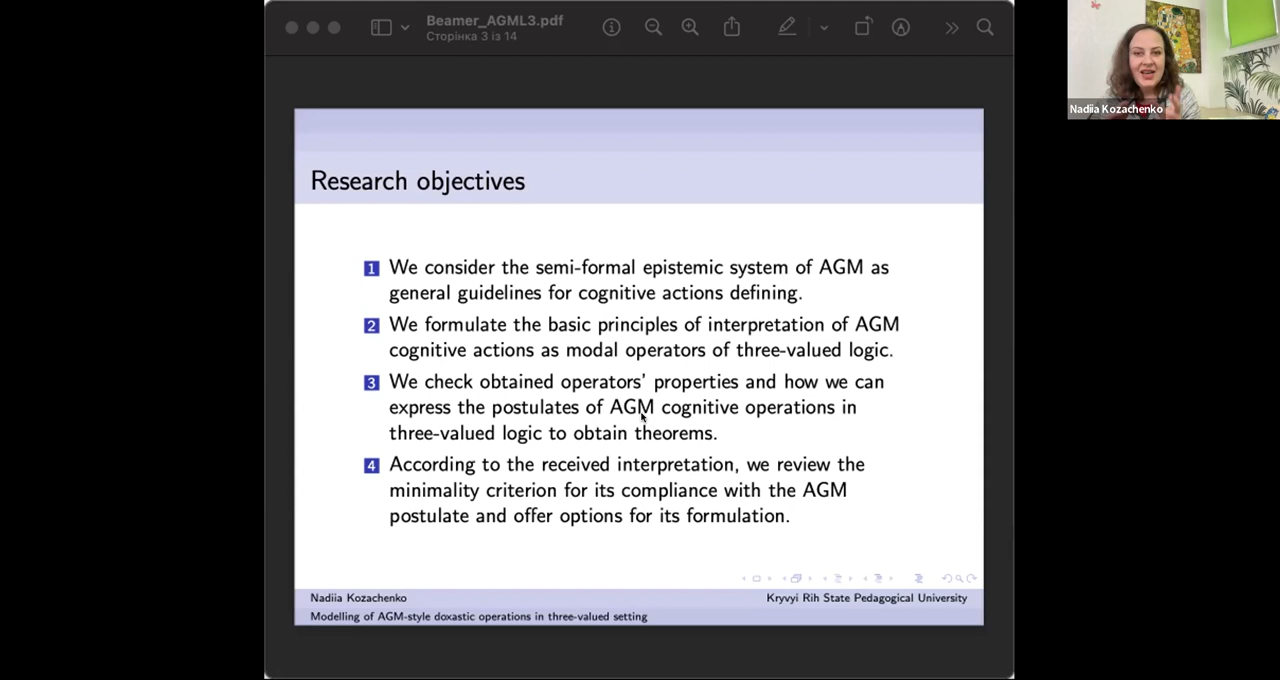 Beamer_AGML3.pdf
Сторінка 3 із 14
Nadiia Kozachenko
Research objectives
1 We consider the semi-formal epistemic system of AGM as
general guidelines for cognitive actions defining.
2 We formulate the basic principles of interpretation of AGM
cognitive actions as modal operators of three-valued logic.
3 We check obtained operators' properties and how we can
express the postulates of AGM cognitive operations in
three-valued logic to obtain theorems.
4 According to the received interpretation, we review the
minimality criterion for its compliance with the AGM
postulate and offer options for its formulation.
Nadiia Kozachenko Kryvyi Rih State Pedagogical University
Modelling of AGM-style doxastic operations in three-valued setting